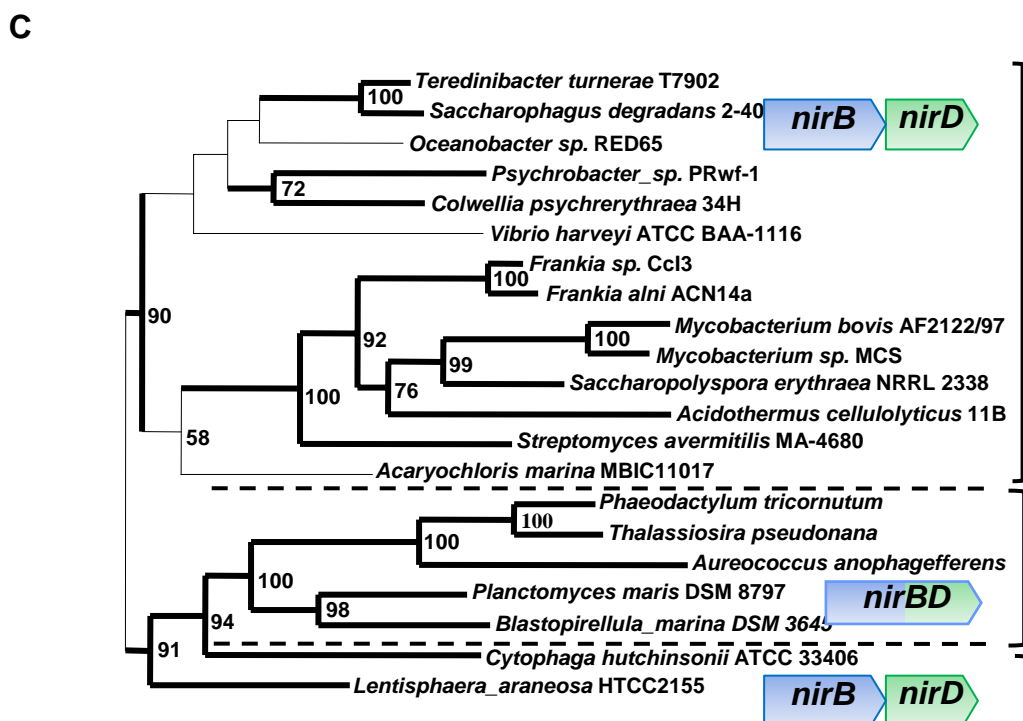 C
Teredinibacter turnerae T7902
100
Saccharophagus degradans 2-40
nirB
nirD
Oceanobacter sp. RED65
Psychrobacter_sp. PRwf-1
72
Colwellia psychrerythraea 34H
Vibrio harveyi ATCC BAA-1116
Frankia sp. CcI3
100
Frankia alni ACN14a
90
Mycobacterium bovis AF2122/97
92
100
Mycobacterium sp. MCS
99
Saccharopolyspora erythraea NRRL 2338
76
100
Acidothermus cellulolyticus 11B
58
Streptomyces avermitilis MA-4680
Acaryochloris marina MBIC11017
Phaeodactylum tricornutum
100
Thalassiosira pseudonana
100
Aureococcus anophagefferens
100
Planctomyces maris DSM 8797
nirBD
98
94
Blastopirellula_marina DSM 3645
91
Cytophaga hutchinsonii ATCC 33406
Lentisphaera_araneosa HTCC2155
nirB
nirD